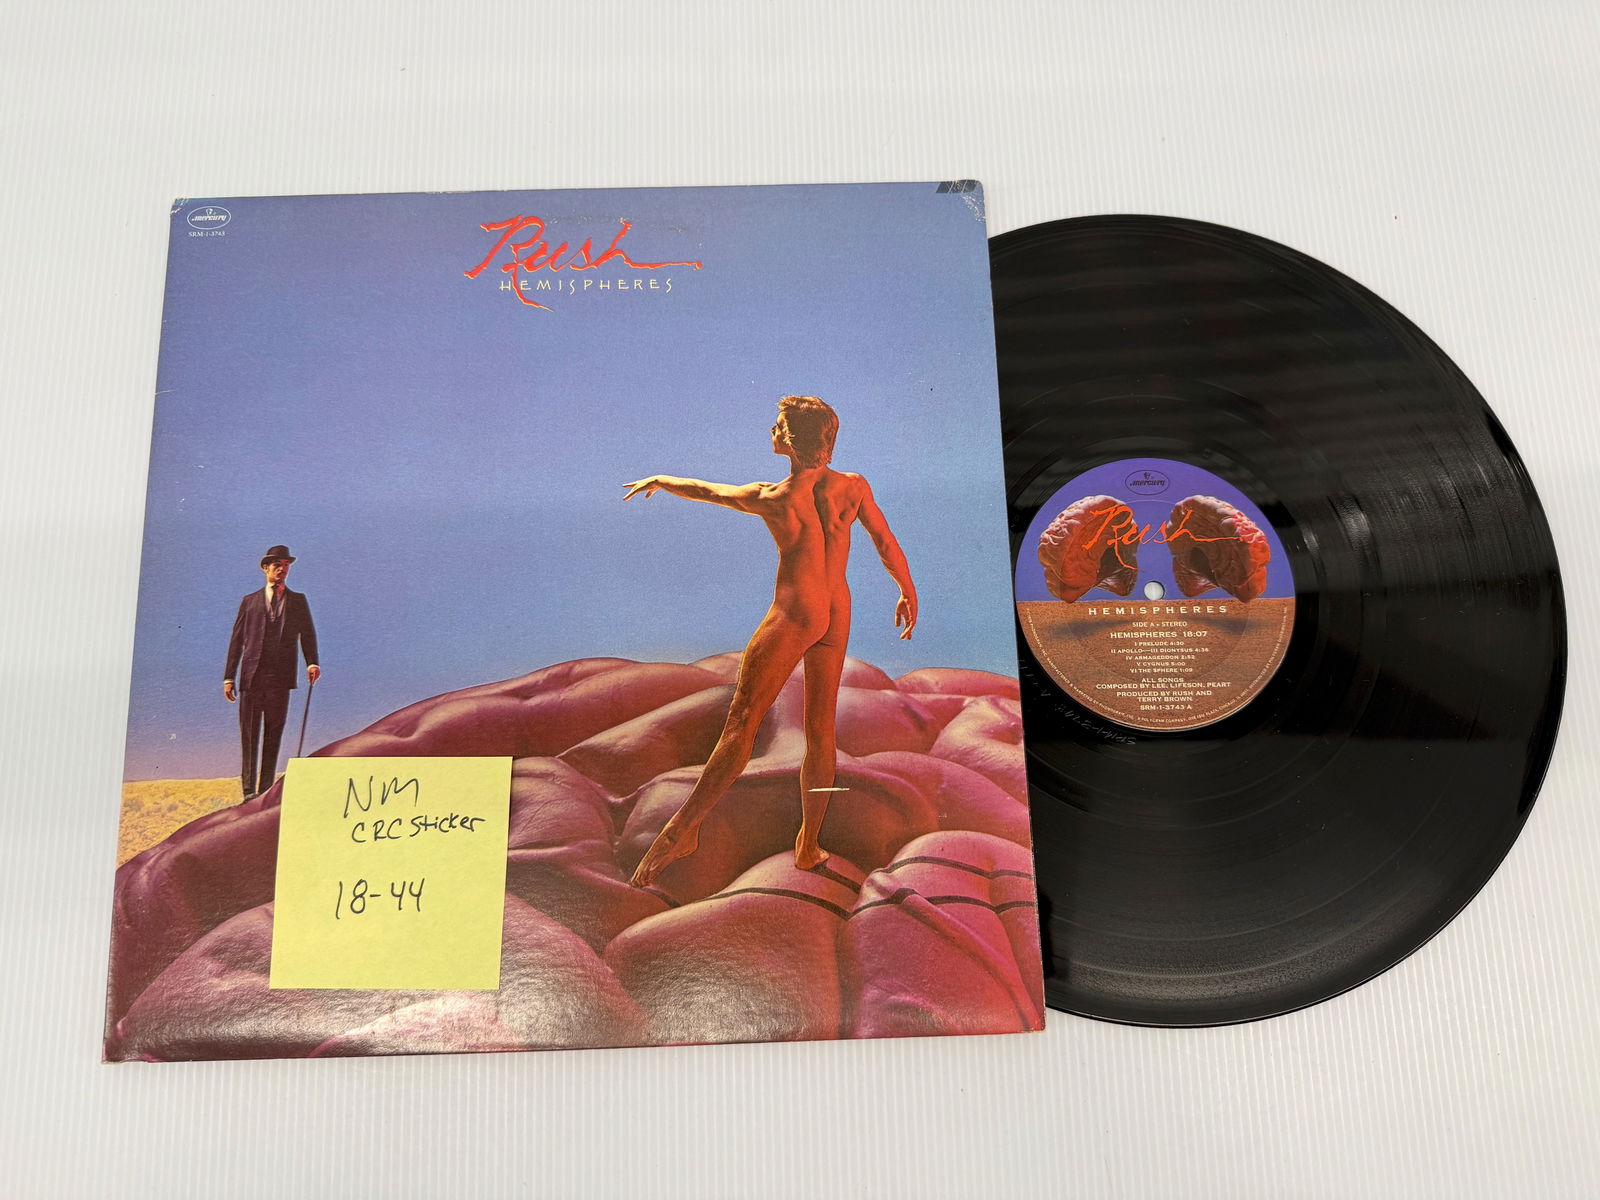 mercury
SRM-1-3743
Rush
HEMISPHERES
NM
CRC Sticker
18-44
mercury
Rush
HEMISPHERES
SIDE A • STEREO
HEMISPHERES 18:07
I PRELUDE 4:30
II APOLLO—III DIONYSUS 4:36
IV ARMAGEDDON 2:52
V CYGNUS 5:00
VI THE SPHERE 1:09
ALL SONGS
COMPOSED BY LEE, LIFESON, PEART
PRODUCED BY RUSH AND
TERRY BROWN
SRM-1-3743 A